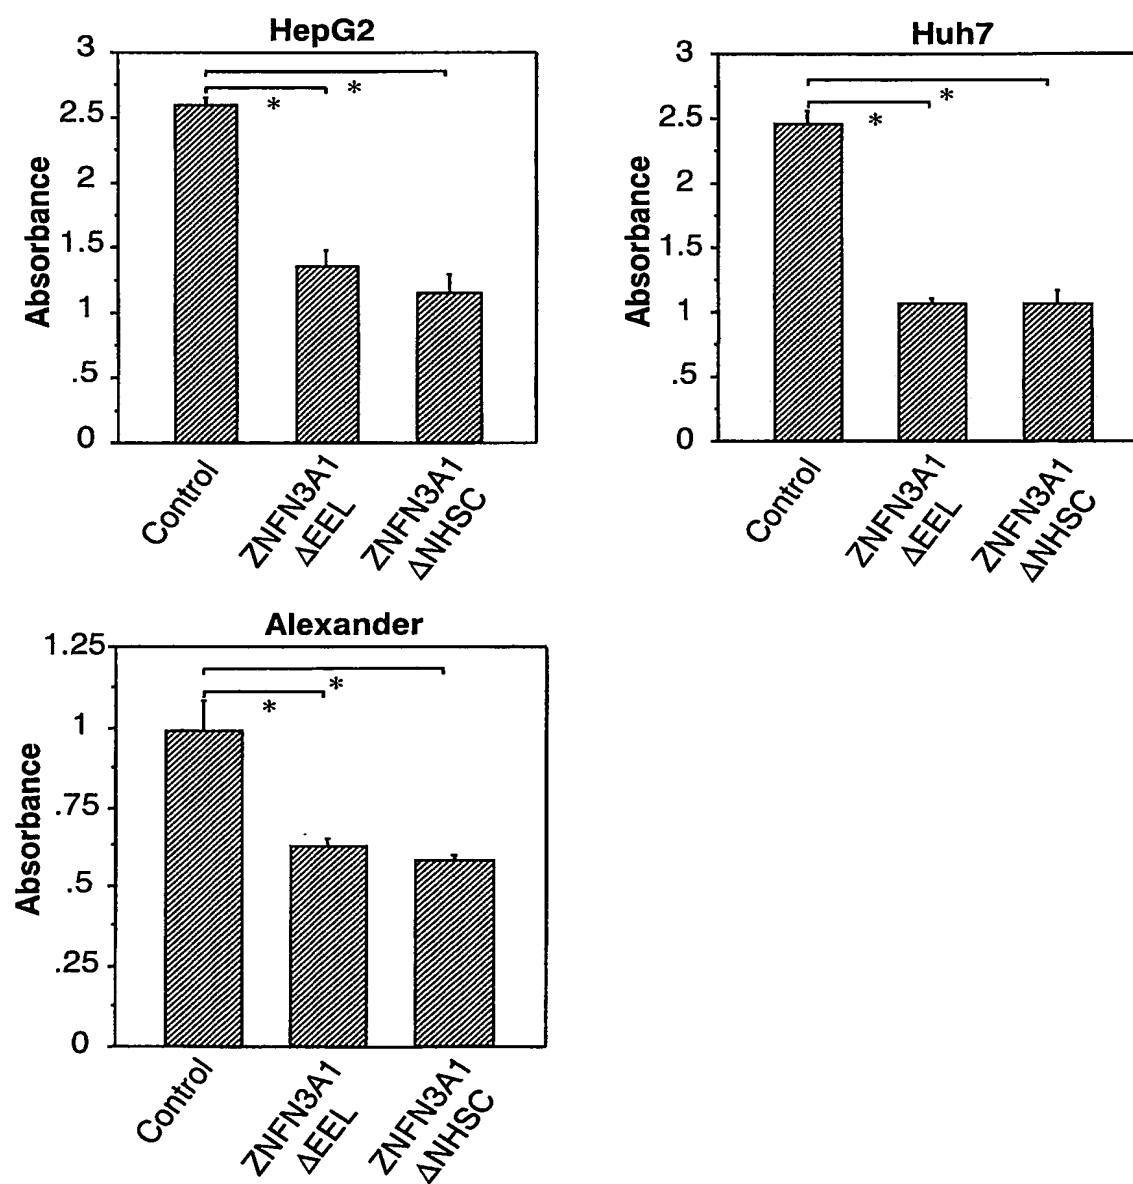 HepG2
3
2.5
2
1.5
1
.5
0
Absorbance
*
*
Control
ZNFN3A1
ΔEEL
ZNFN3A1
ΔNHSC
Huh7
3
2.5
2
1.5
1
.5
0
Absorbance
*
*
Control
ZNFN3A1
ΔEEL
ZNFN3A1
ΔNHSC
Alexander
1.25
1
.75
.5
.25
0
Absorbance
*
*
Control
ZNFN3A1
ΔEEL
ZNFN3A1
ΔNHSC